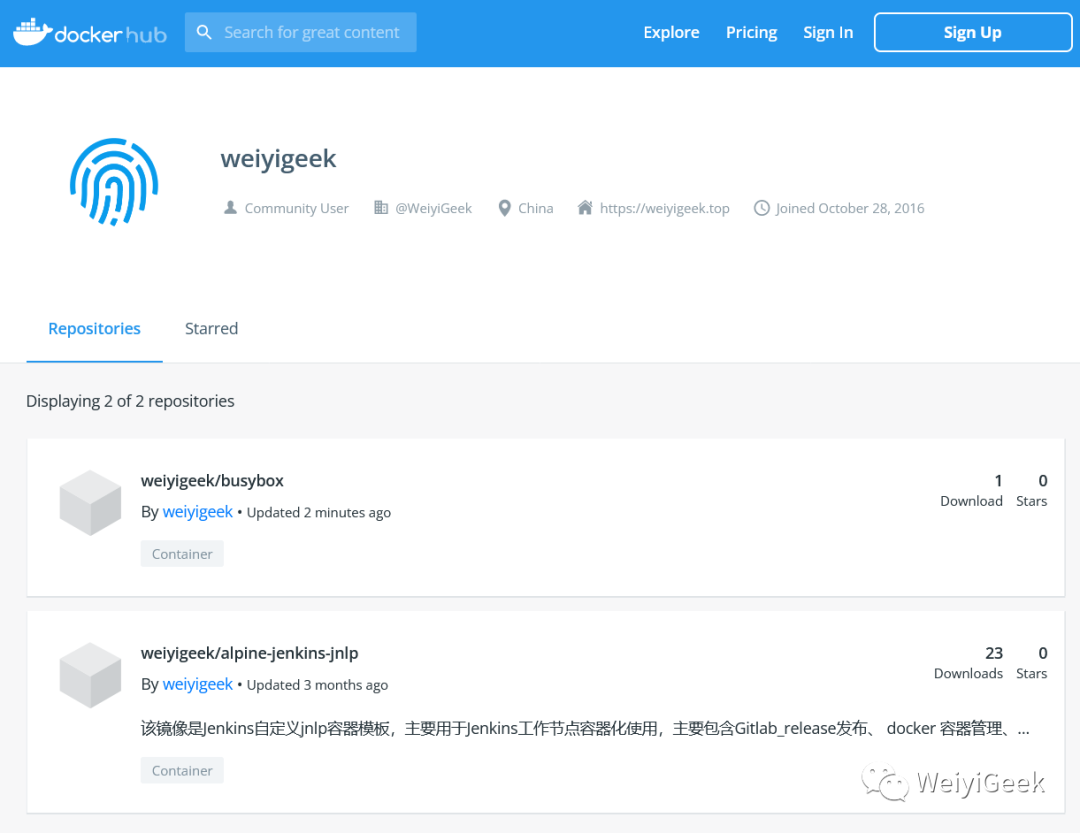 dockerhub Search for great content Explore Pricing Sign In Sign Up
weiyigeek
Community User @WeiyiGeek China https://weiyigeek.top Joined October 28, 2016
Repositories Starred
Displaying 2 of 2 repositories
weiyigeek/busybox 1 0
Download Stars
By weiyigeek • Updated 2 minutes ago
Container
weiyigeek/alpine-jenkins-jnlp 23 0
Downloads Stars
By weiyigeek • Updated 3 months ago
该镜像是Jenkins自定义jnlp容器模板，主要用于Jenkins工作节点容器化使用，主要包含Gitlab_release发布、 docker 容器管理、...
Container
WeiyiGeek